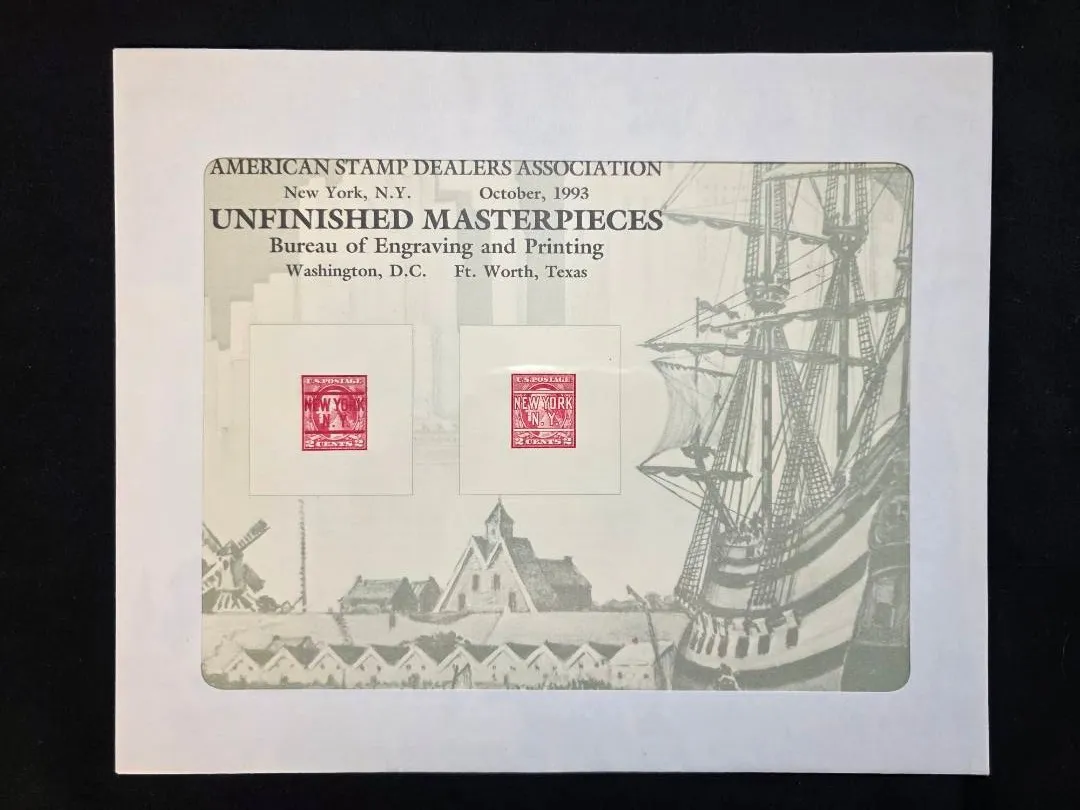 AMERICAN STAMP DEALERS ASSOCIATION
New York, N.Y. October, 1993
UNFINISHED MASTERPIECES
Bureau of Engraving and Printing
Washington, D.C. Ft. Worth, Texas
U.S. POSTAGE
NEW YORK
N.Y.
2 CENTS 2
U.S. POSTAGE
NEW YORK
N.Y.
2 CENTS 2